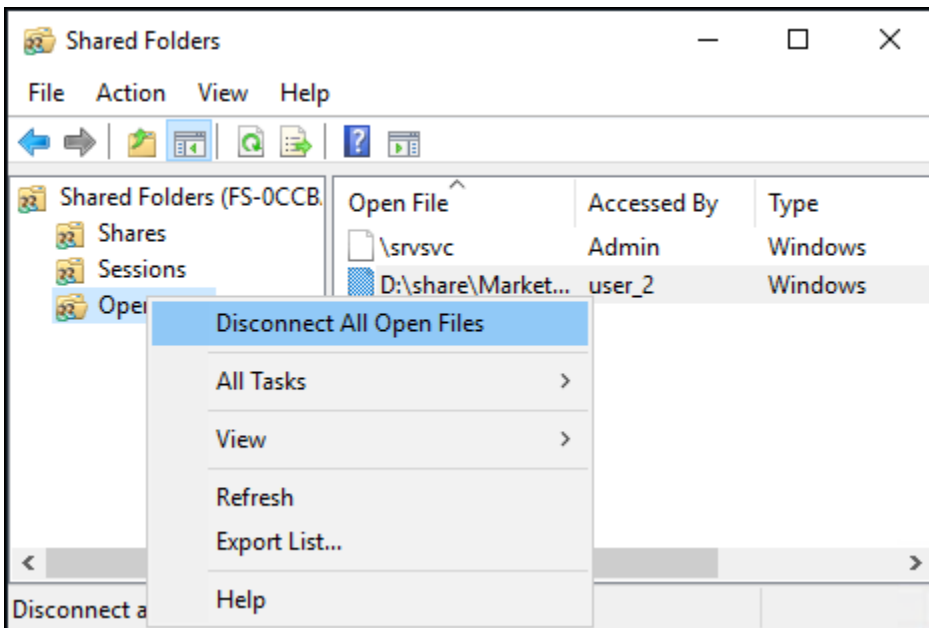 Shared Folders
File Action View Help
Shared Folders (FS-0CCB.
Shares
Sessions
Open File Accessed By Type
\srvsvc Admin Windows
D:\share\Market... user_2 Windows
Disconnect All Open Files
All Tasks
View
Refresh
Export List...
Help
Disconnect a